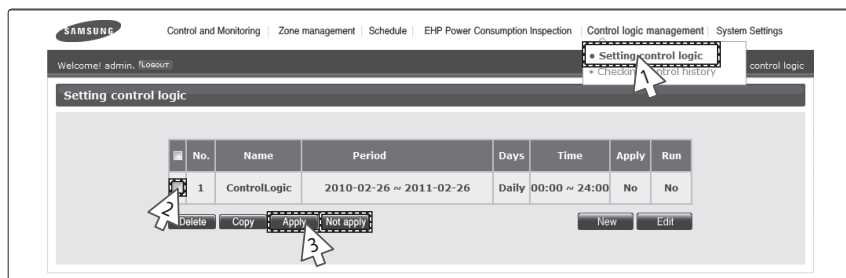 SAMSUNG Control and Monitoring Zone management Schedule EHP Power Consumption Inspection Control logic management System Settings
Welcome! admin. LOGOUT
• Setting control logic
control logic
• Checking control history
1
Setting control logic
No. Name Period Days Time Apply Run
1 ControlLogic 2010-02-26 ~ 2011-02-26 Daily 00:00 ~ 24:00 No No
2
Delete Copy Apply Not apply New Edit
3